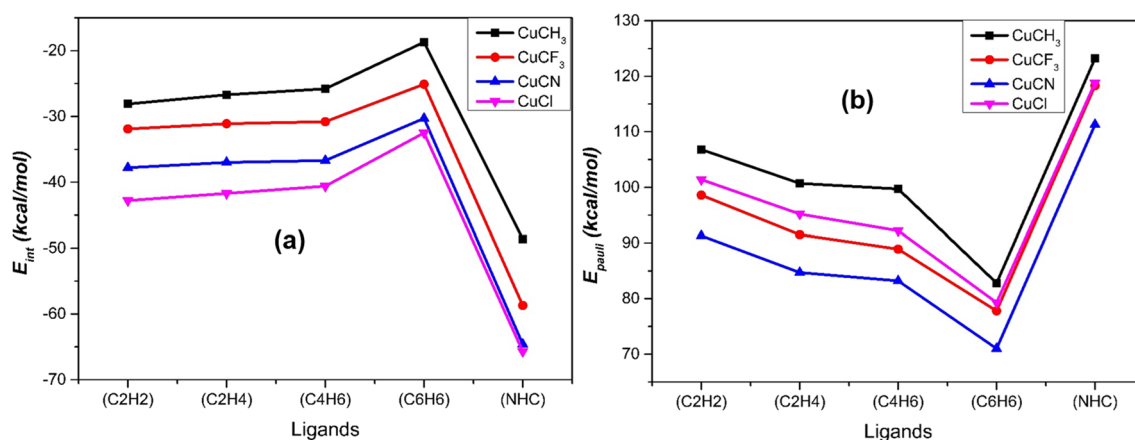 -20
-30
-40
-50
-60
-70
E_int (kcal/mol)
CuCH₃
CuCF₃
CuCN
CuCl
(a)
(C2H2) (C2H4) (C4H6) (C6H6) (NHC)
Ligands
130
120
110
100
90
80
70
E_pauli (kcal/mol)
CuCH₃
CuCF₃
CuCN
CuCl
(b)
(C2H2) (C2H4) (C4H6) (C6H6) (NHC)
Ligands